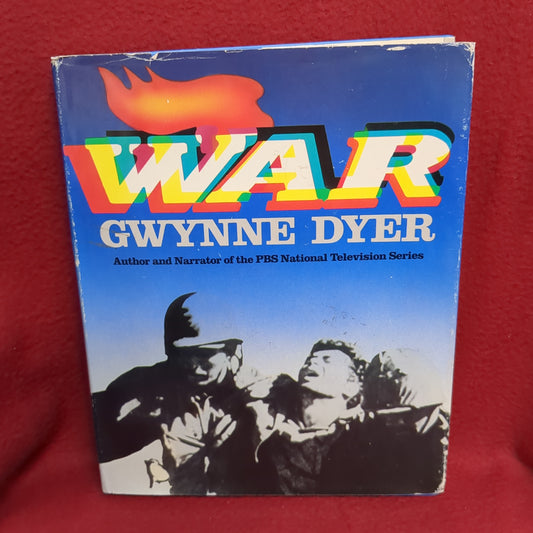 WAR
GWYNNE DYER
Author and Narrator of the PBS National Television Series